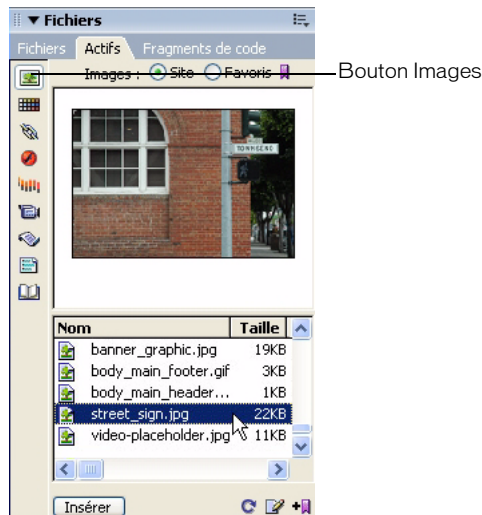 Fichiers
Fichiers Actifs Fragments de code
Images : Site Favoris
Bouton Images
TOWNSEND
Nom Taille
banner_graphic.jpg 19KB
body_main_footer.gif 3KB
body_main_header... 1KB
street_sign.jpg 22KB
video-placeholder.jpg 11KB
Insérer